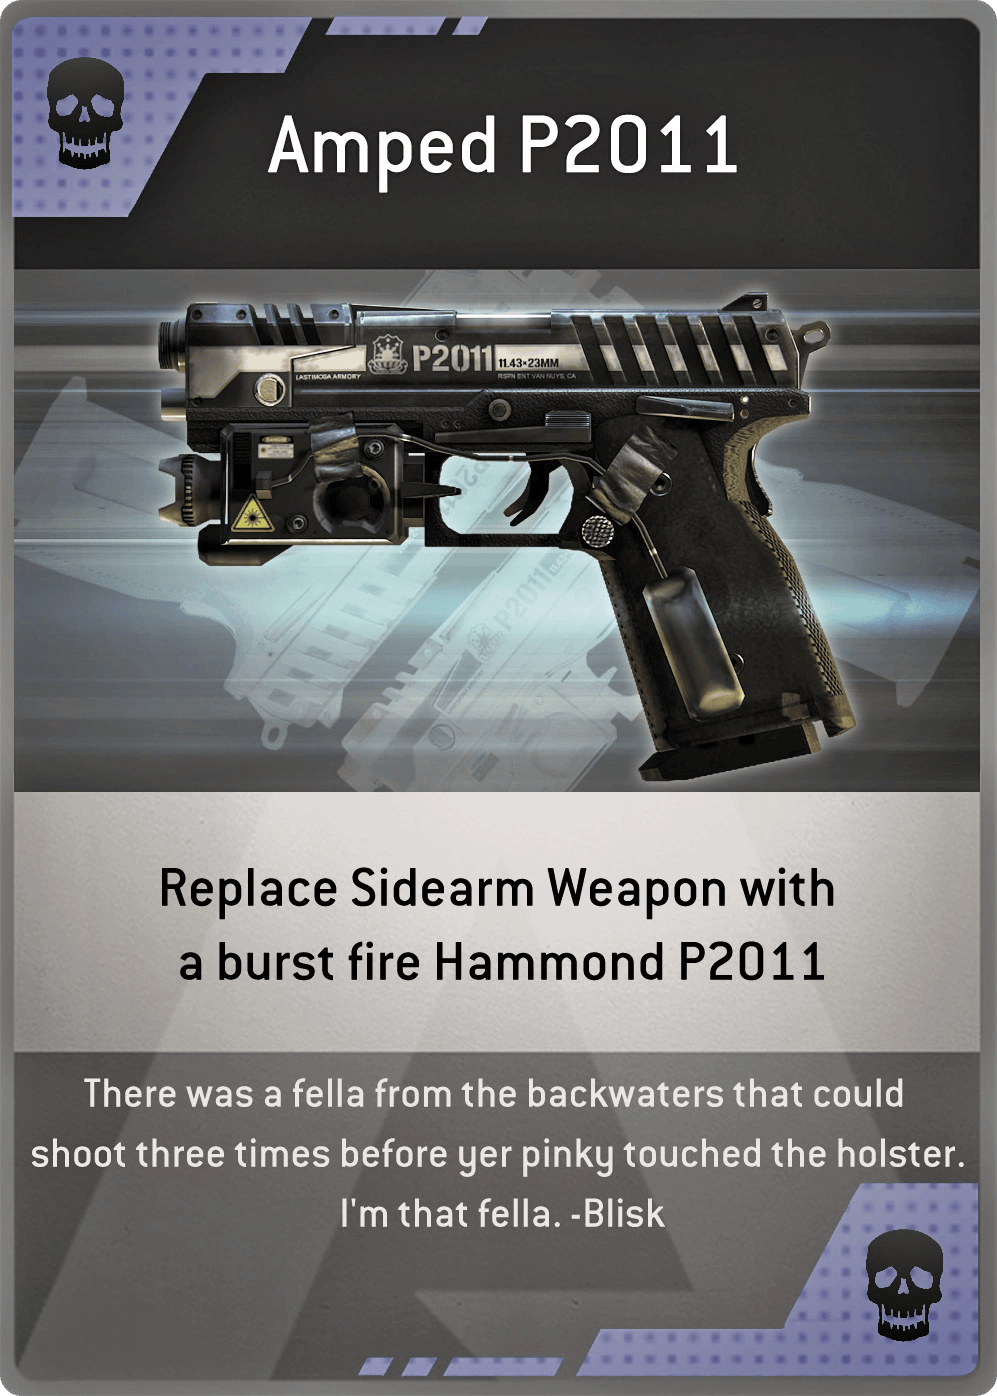 Amped P2011
P2011
11.43×23MM
LASTIMOSA ARMORY
RSPN ENT VAN NUYS, CA
P2011
Replace Sidearm Weapon with
a burst fire Hammond P2011
There was a fella from the backwaters that could
shoot three times before yer pinky touched the holster.
I'm that fella. -Blisk